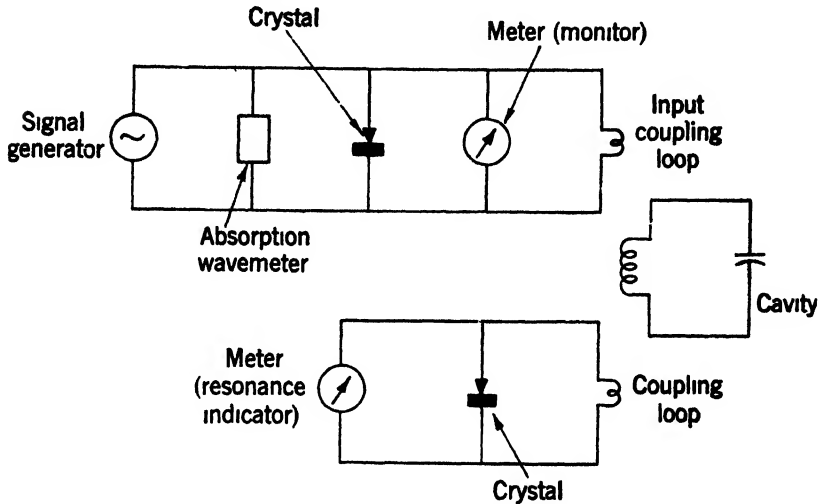 Crystal
Meter (monitor)
Signal
generator
Input
coupling
loop
Absorption
wavemeter
Cavity
Meter
(resonance
indicator)
Coupling
loop
Crystal